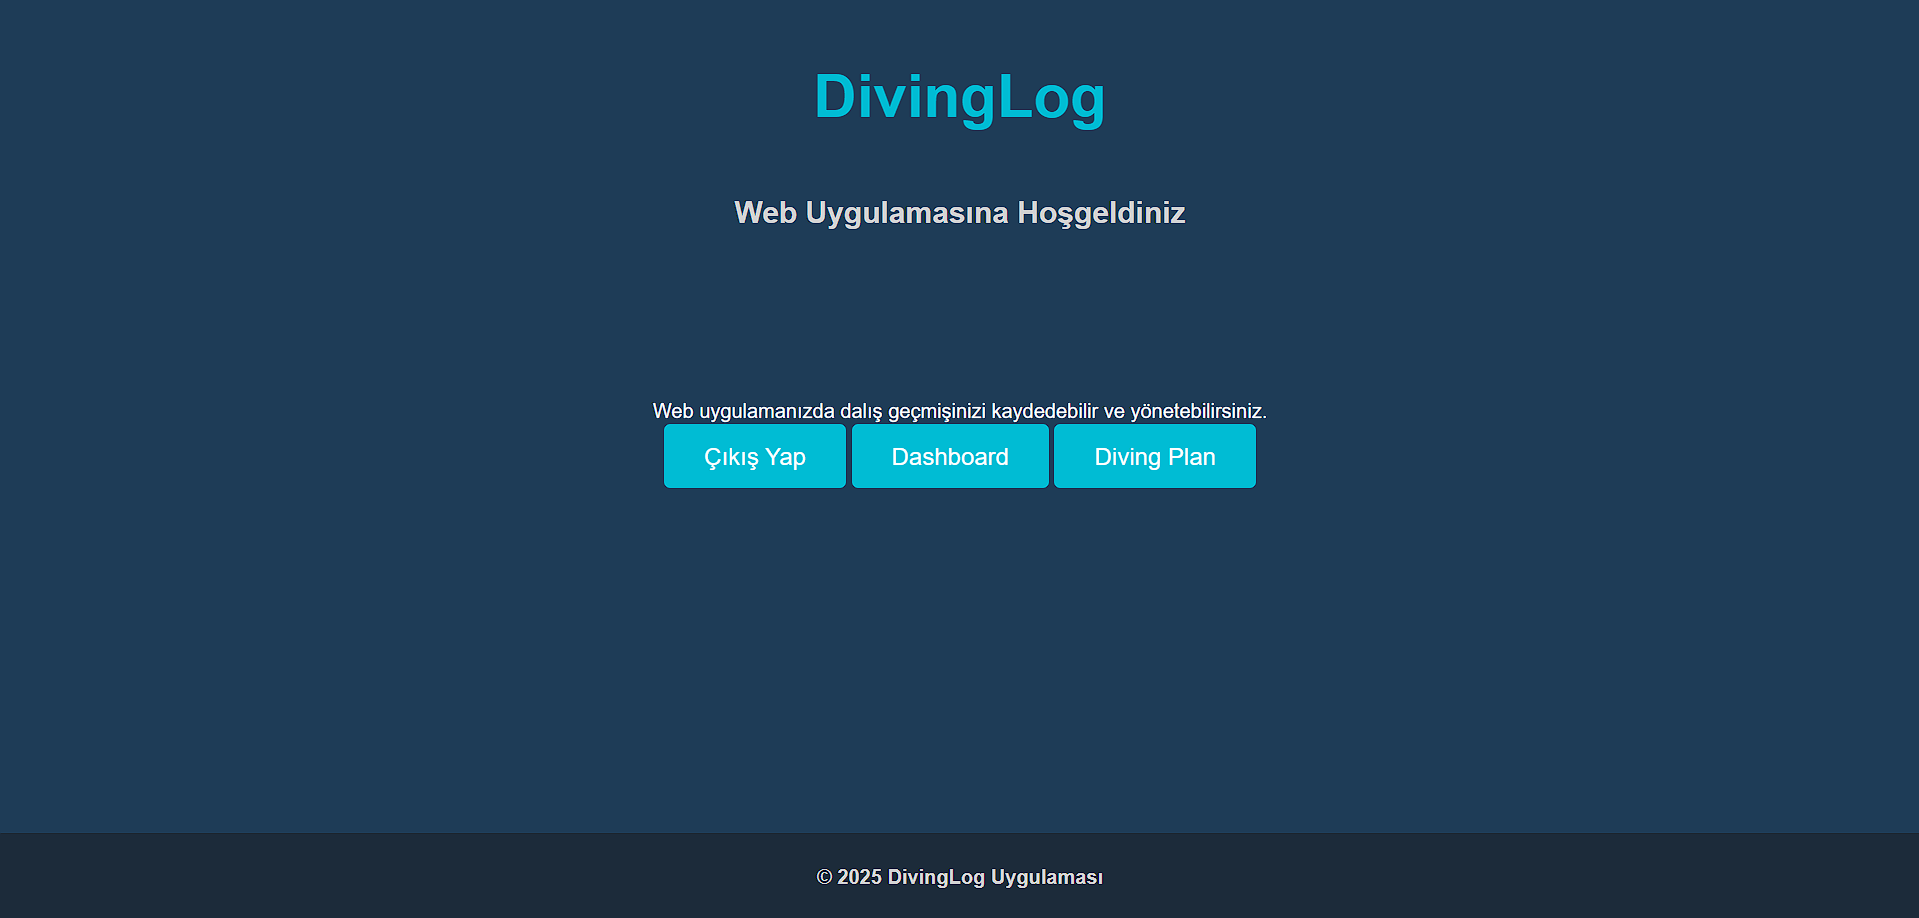 DivingLog
Web Uygulamasına Hoşgeldiniz
Web uygulamanızda dalış geçmişinizi kaydedebilir ve yönetebilirsiniz.
Çıkış Yap Dashboard Diving Plan
© 2025 DivingLog Uygulaması